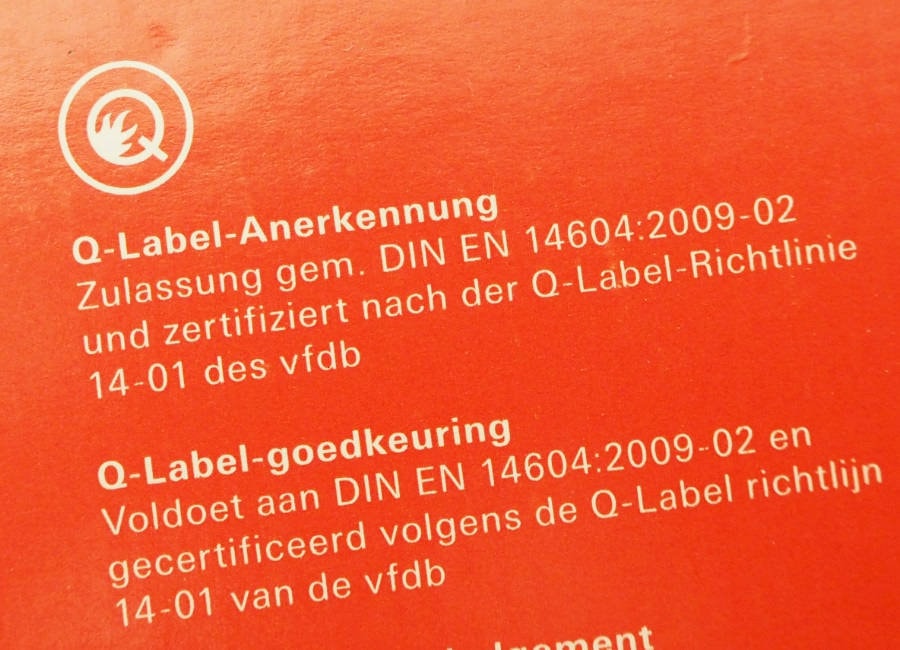 Q-Label-Anerkennung
Zulassung gem. DIN EN 14604:2009-02
und zertifiziert nach der Q-Label-Richtlinie
14-01 des vfdb
Q-Label-goedkeuring
Voldoet aan DIN EN 14604:2009-02 en
gecertificeerd volgens de Q-Label richtlijn
14-01 van de vfdb